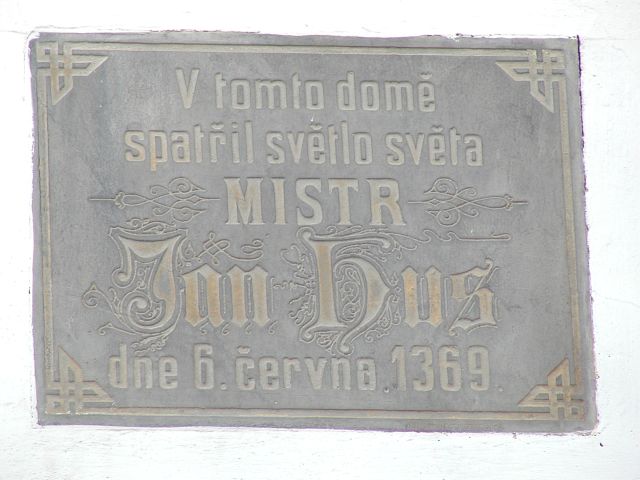 V tomto domě
spatřil světlo světa
MISTR
Jan Hus
dne 6. června 1369.